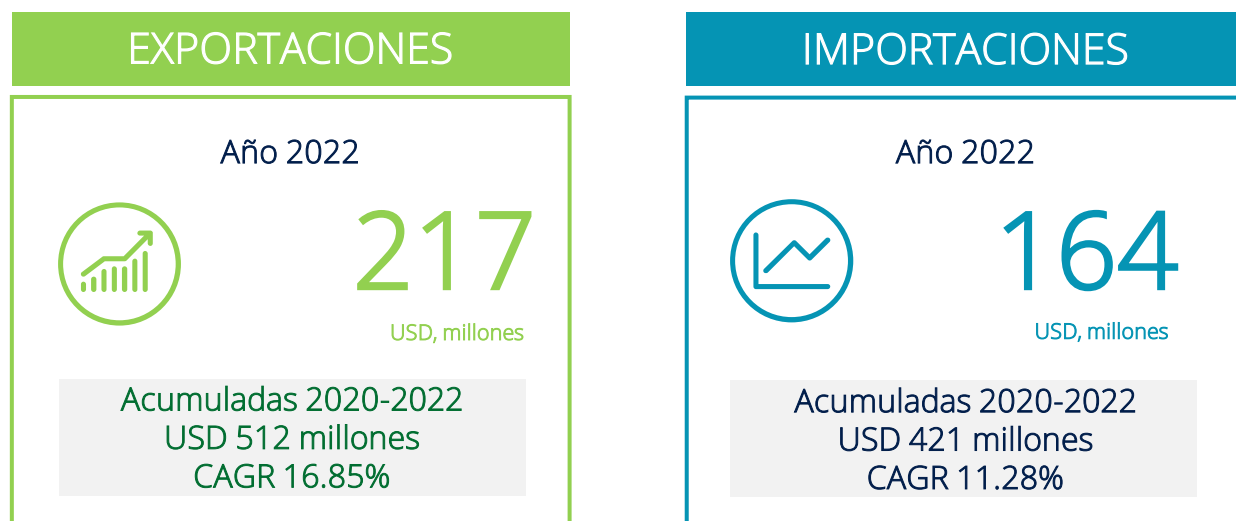 EXPORTACIONES
Año 2022
217
USD, millones
Acumuladas 2020-2022
USD 512 millones
CAGR 16.85%
IMPORTACIONES
Año 2022
164
USD, millones
Acumuladas 2020-2022
USD 421 millones
CAGR 11.28%